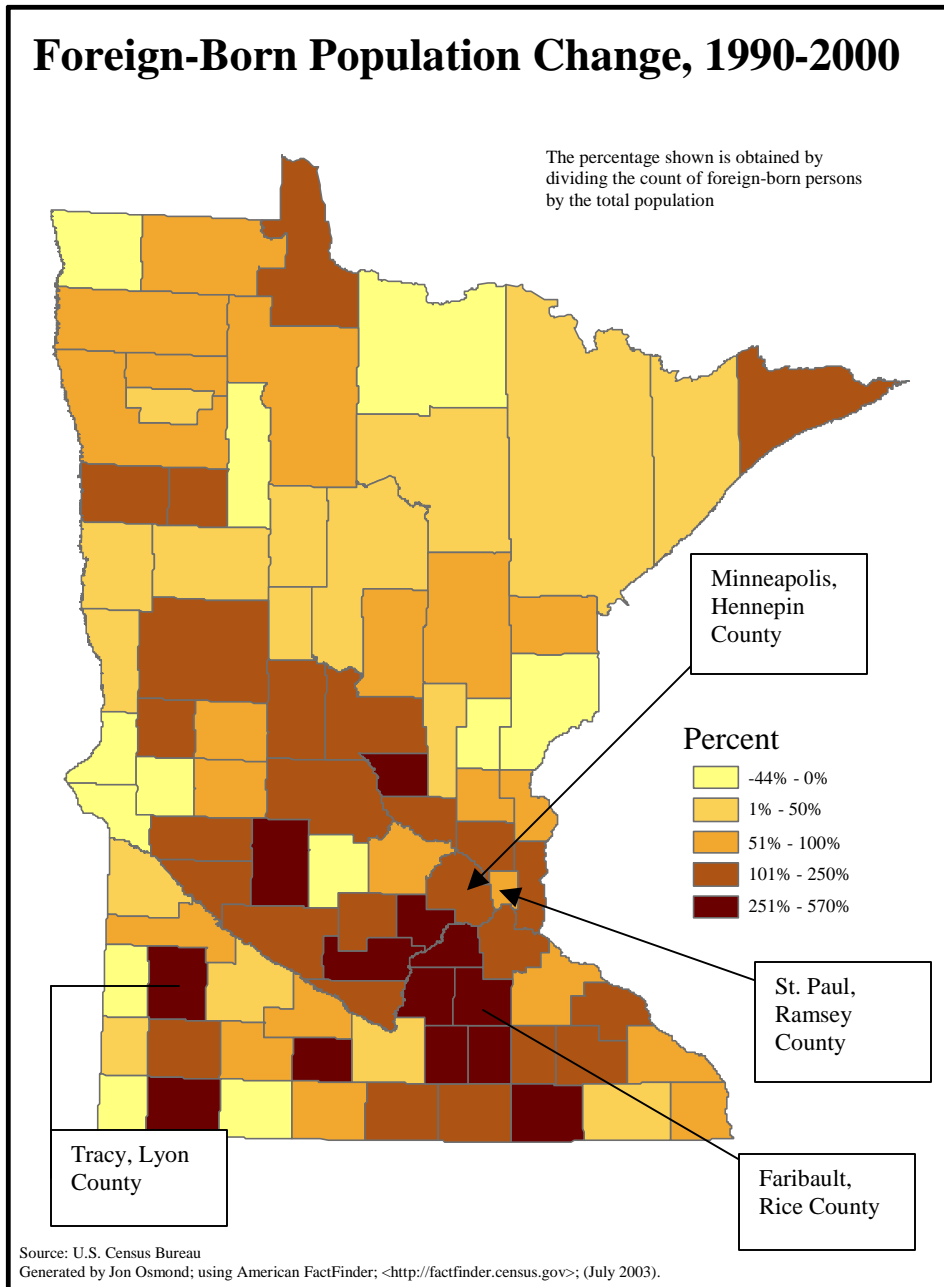 Foreign-Born Population Change, 1990-2000
The percentage shown is obtained by
dividing the count of foreign-born persons
by the total population
Minneapolis,
Hennepin
County
Percent
-44% - 0%
1% - 50%
51% - 100%
101% - 250%
251% - 570%
St. Paul,
Ramsey
County
Tracy, Lyon
County
Faribault,
Rice County
Source: U.S. Census Bureau
Generated by Jon Osmond; using American FactFinder; <http://factfinder.census.gov>; (July 2003).